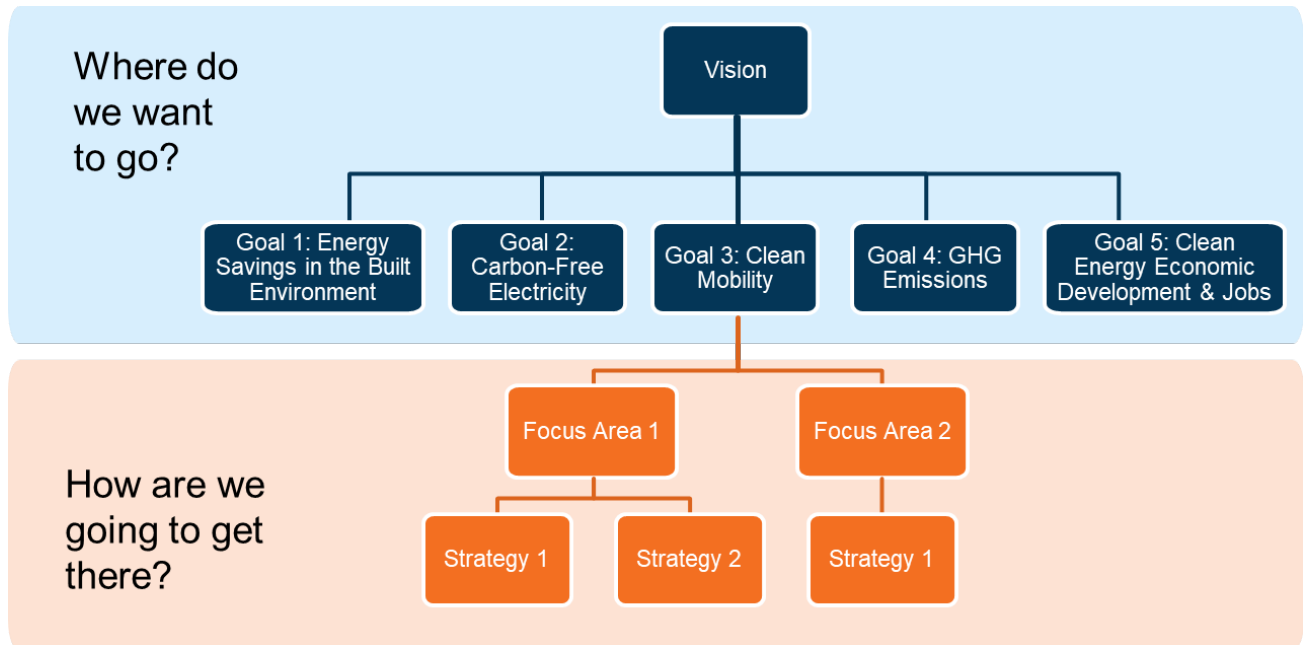 Where do
we want
to go?
Vision
Goal 1: Energy
Savings in the Built
Environment
Goal 2:
Carbon-Free
Electricity
Goal 3: Clean
Mobility
Goal 4: GHG
Emissions
Goal 5: Clean
Energy Economic
Development & Jobs
How are we
going to get
there?
Focus Area 1
Focus Area 2
Strategy 1
Strategy 2
Strategy 1